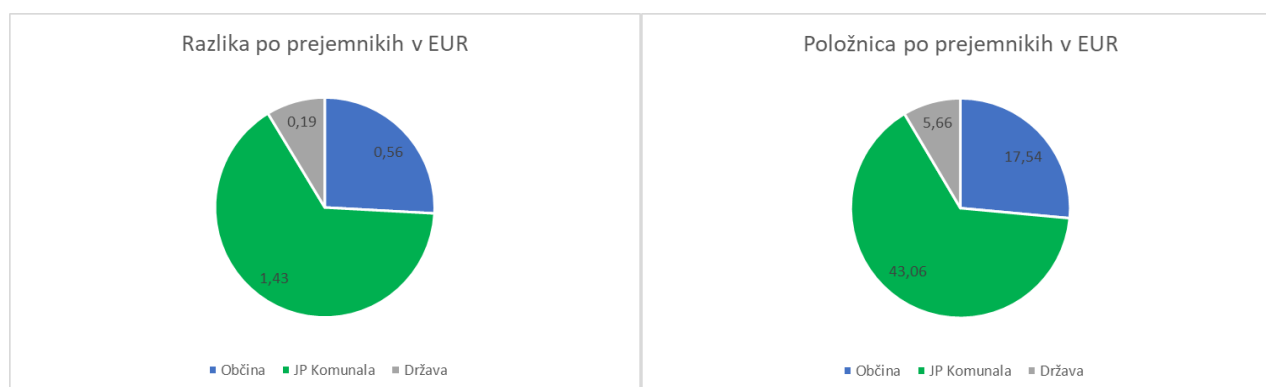 Razlika po prejemnikih v EUR
0,19
0,56
1,43
Občina JP Komunala Država
Položnica po prejemnikih v EUR
5,66
17,54
43,06
Občina JP Komunala Država